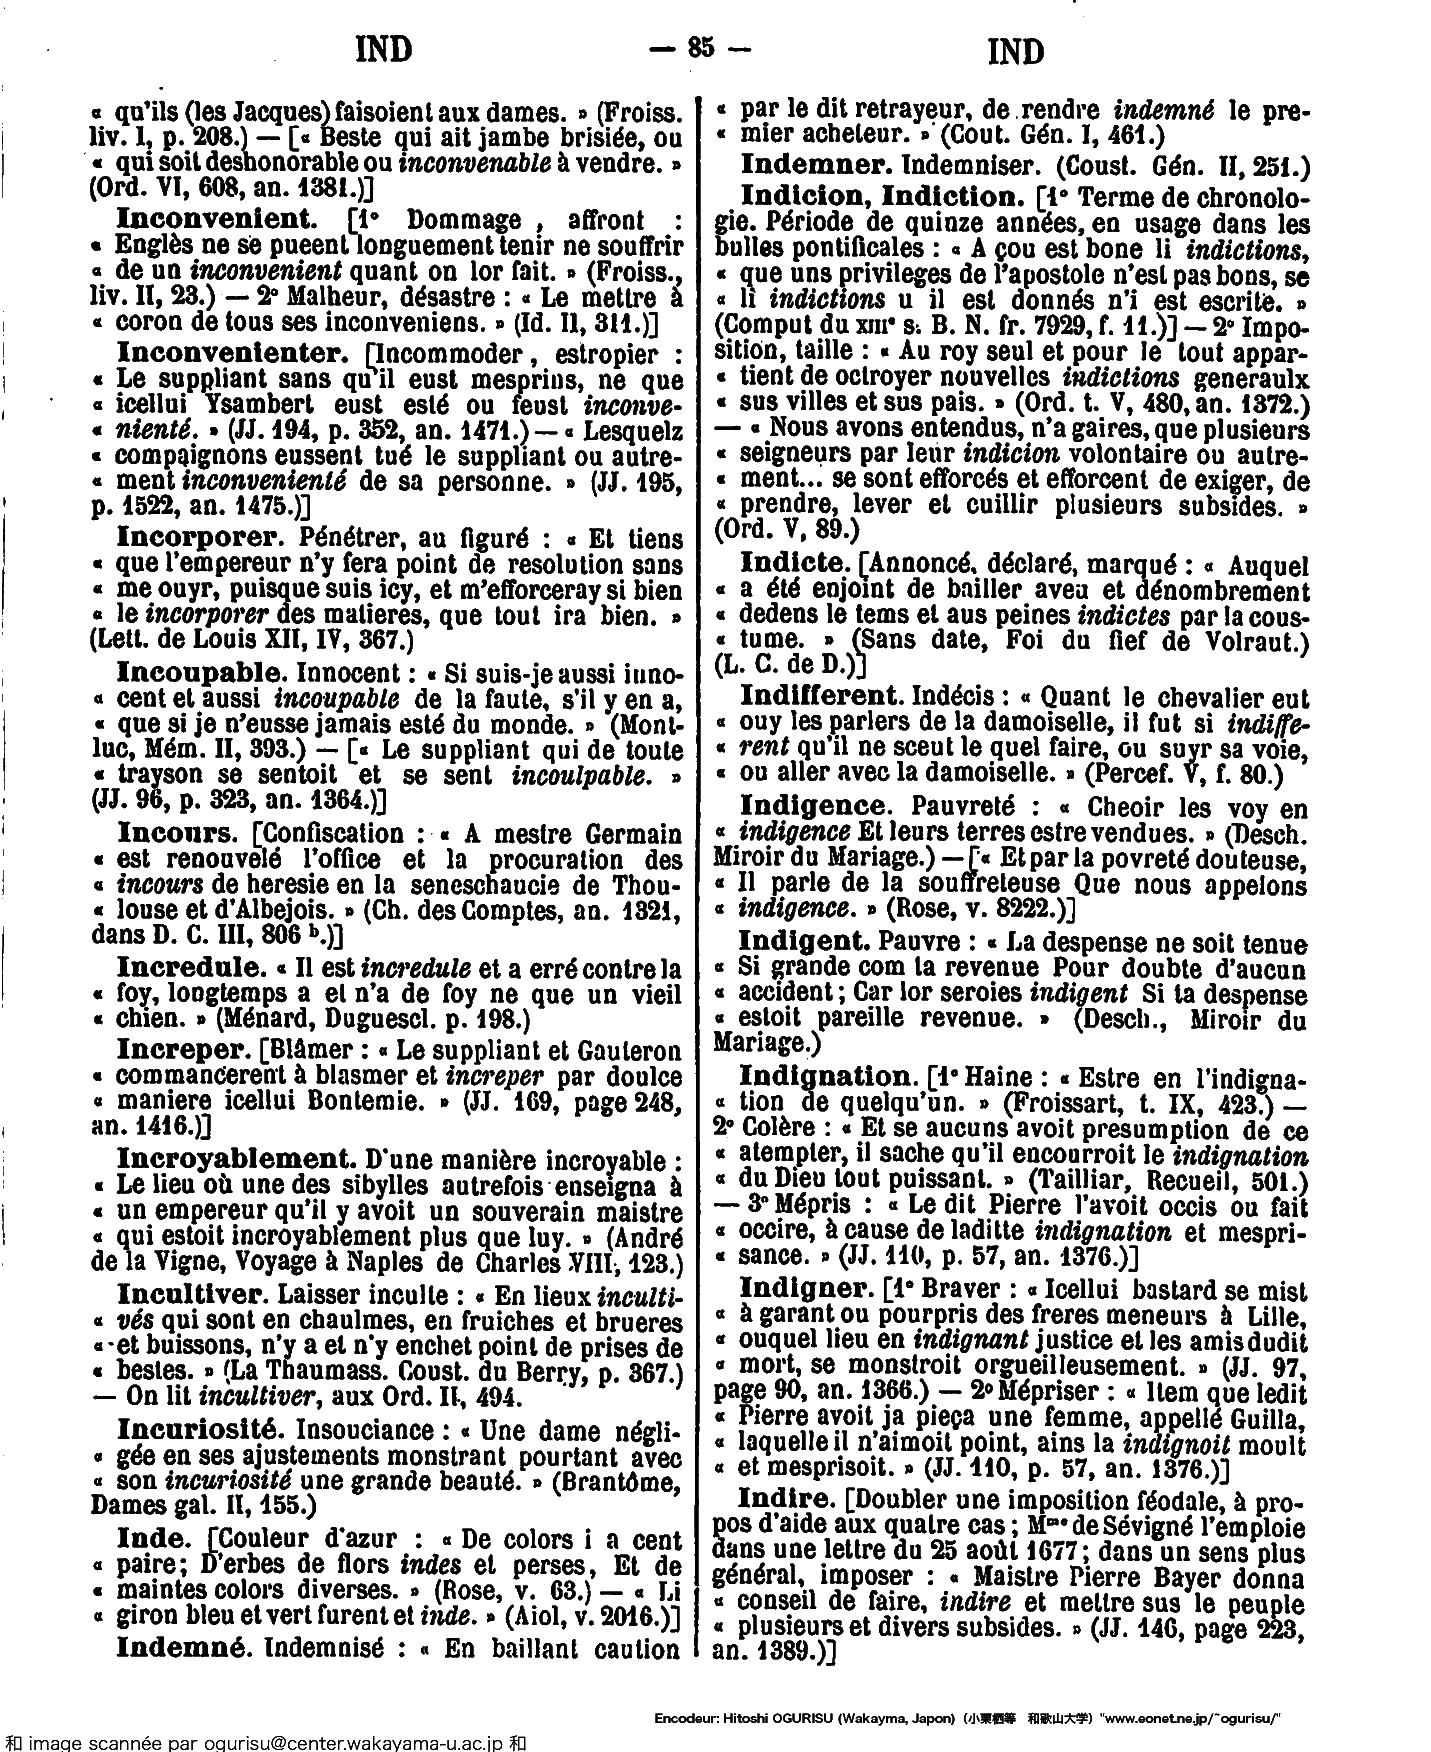 IND
— 85 —
IND
« qu'ils (les Jacques) faisoient aux dames. » (Froiss.
liv. I, p. 208.) — [« Beste qui ait jambe brisiée, ou
« qui soit deshonorable ou inconvenable à vendre. »
(Ord. VI, 608, an. 1381.)]
Inconvenient. [1° Dommage, affront :
« Englès ne se pueent longuement tenir ne souffrir
« de un inconvenient quant on lor fait. » (Froiss.,
liv. II, 23.) — 2° Malheur, désastre : « Le mettre à
« coron de tous ses inconveniens. » (Id. II, 311.)]
Inconvenienter. [Incommoder, estropier :
« Le suppliant sans qu'il eust mesprins, ne que
« icellui Ysambert eust esté ou feust inconve-
« nienté. » (JJ. 194, p. 352, an. 1471.) — « Lesquelz
« compaignons eussent tué le suppliant ou autre-
« ment inconvenienté de sa personne. » (JJ. 195,
p. 1522, an. 1475.)]
Incorporer. Pénétrer, au figuré : « Et tiens
« que l'empereur n'y fera point de resolution sans
« me ouyr, puisque suis icy, et m'efforceray si bien
« le incorporer des matieres, que tout ira bien. »
(Lett. de Louis XII, IV, 367.)
Incoupable. Innocent : « Si suis-je aussi inno-
« cent et aussi incoupable de la faute, s'il y en a,
« que si je n'eusse jamais esté du monde. » (Mont-
luc, Mém. II, 393.) — [« Le suppliant qui de toute
« trayson se sentoit et se sent incoulpable. »
(JJ. 96, p. 323, an. 1364.)]
Incours. [Confiscation : « A mestre Germain
« est renouvelé l'office et la procuration des
« incours de heresie en la seneschaucie de Thou-
« louse et d'Albejois. » (Ch. des Comptes, an. 1321,
dans D. C. III, 806 b.)]
Incredule. « Il est incredule et a erré contre la
« foy, longtemps a et n'a de foy ne que un vieil
« chien. » (Ménard, Duguescl. p. 198.)
Increper. [Blâmer : « Le suppliant et Gauteron
« commancerent à blasmer et increper par doulce
« maniere icellui Bontemie. » (JJ. 169, page 248,
an. 1416.)]
Incroyablement. D'une manière incroyable :
« Le lieu où une des sibylles autrefois enseigna à
« un empereur qu'il y avoit un souverain maistre
« qui estoit incroyablement plus que luy. » (André
de la Vigne, Voyage à Naples de Charles VIII, 123.)
Incultiver. Laisser inculte : « En lieux inculti-
« vés qui sont en chaulmes, en fruiches et brueres
« et buissons, n'y a et n'y enchet point de prises de
« bestes. » (La Thaumass. Coust. du Berry, p. 367.)
— On lit incultiver, aux Ord. II, 494.
Incuriosité. Insouciance : « Une dame négli-
« gée en ses ajustements monstrant pourtant avec
« son incuriosité une grande beauté. » (Brantôme,
Dames gal. II, 155.)
Inde. [Couleur d'azur : « De colors i a cent
« paire; D'erbes de flors indes et perses, Et de
« maintes colors diverses. » (Rose, v. 63.) — « Li
« giron bleu et vert furent et inde. » (Aiol, v. 2016.)]
Indemné. Indemnisé : « En baillant caution
« par le dit retrayeur, de rendre indemné le pre-
« mier acheteur. » (Cout. Gén. I, 461.)
Indemner. Indemniser. (Coust. Gén. II, 251.)
Indicion, Indiction. [1° Terme de chronolo-
gie. Période de quinze années, en usage dans les
bulles pontificales : « A çou est bone li indictions,
« que uns privileges de l'apostole n'est pas bons, se
« li indictions u il est donnés n'i est escrite. »
(Comput du XIIIe s. B. N. fr. 7929, f. 11.)] — 2° Impo-
sition, taille : « Au roy seul et pour le tout appar-
« tient de octroyer nouvelles indictions generaulx
« sus villes et sus pais. » (Ord. t. V, 480, an. 1372.)
— « Nous avons entendus, n'a gaires, que plusieurs
« seigneurs par leur indicion volontaire ou autre-
« ment... se sont efforcés et efforcent de exiger, de
« prendre, lever et cuillir plusieurs subsides. »
(Ord. V, 89.)
Indicte. [Annoncé, déclaré, marqué : « Auquel
« a été enjoint de bailler aveu et dénombrement
« dedens le tems et aus peines indictes par la cous-
« tume. » (Sans date, Foi du fief de Volraut.)
(L. C. de D.)]
Indifferent. Indécis : « Quant le chevalier eut
« ouy les parlers de la damoiselle, il fut si indiffe-
« rent qu'il ne sceut le quel faire, ou suyr sa voie,
« ou aller avec la damoiselle. » (Percef. V, f. 80.)
Indigence. Pauvreté : « Cheoir les voy en
« indigence Et leurs terres estre vendues. » (Desch.
Miroir du Mariage.) — [« Et par la povreté douteuse,
« Il parle de la souffreteuse Que nous appelons
« indigence. » (Rose, v. 8222.)]
Indigent. Pauvre : « La despense ne soit tenue
« Si grande com ta revenue Pour doubte d'aucun
« accident; Car lor seroies indigent Si ta despense
« estoit pareille revenue. » (Desch., Miroir du
Mariage.)
Indignation. [1° Haine : « Estre en l'indigna-
« tion de quelqu'un. » (Froissart, t. IX, 423.) —
2° Colère : « Et se aucuns avoit presumption de ce
« atempter, il sache qu'il encourroit le indignation
« du Dieu tout puissant. » (Tailliar, Recueil, 501.)
— 3° Mépris : « Le dit Pierre l'avoit occis ou fait
« occire, à cause de laditte indignation et mespri-
« sance. » (JJ. 110, p. 57, an. 1376.)]
Indigner. [1° Braver : « Icellui bastard se mist
« à garant ou pourpris des freres meneurs à Lille,
« ouquel lieu en indignant justice et les amis dudit
« mort, se monstroit orgueilleusement. » (JJ. 97,
page 90, an. 1366.) — 2° Mépriser : « Item que ledit
« Pierre avoit ja pieça une femme, appellé Guilla,
« laquelle il n'aimoit point, ains la indignoit moult
« et mesprisoit. » (JJ. 110, p. 57, an. 1376.)]
Indire. [Doubler une imposition féodale, à pro-
pos d'aide aux quatre cas; Mme de Sévigné l'emploie
dans une lettre du 25 août 1677; dans un sens plus
général, imposer : « Maistre Pierre Bayer donna
« conseil de faire, indire et mettre sus le peuple
« plusieurs et divers subsides. » (JJ. 146, page 223,
an. 1389.)]
Encodeur: Hitoshi OGURISU (Wakayma, Japon) (小栗栖等 和歌山大学) "www.eonet.ne.jp/~ogurisu/"
和 image scannée par ogurisu@center.wakayama-u.ac.jp 和